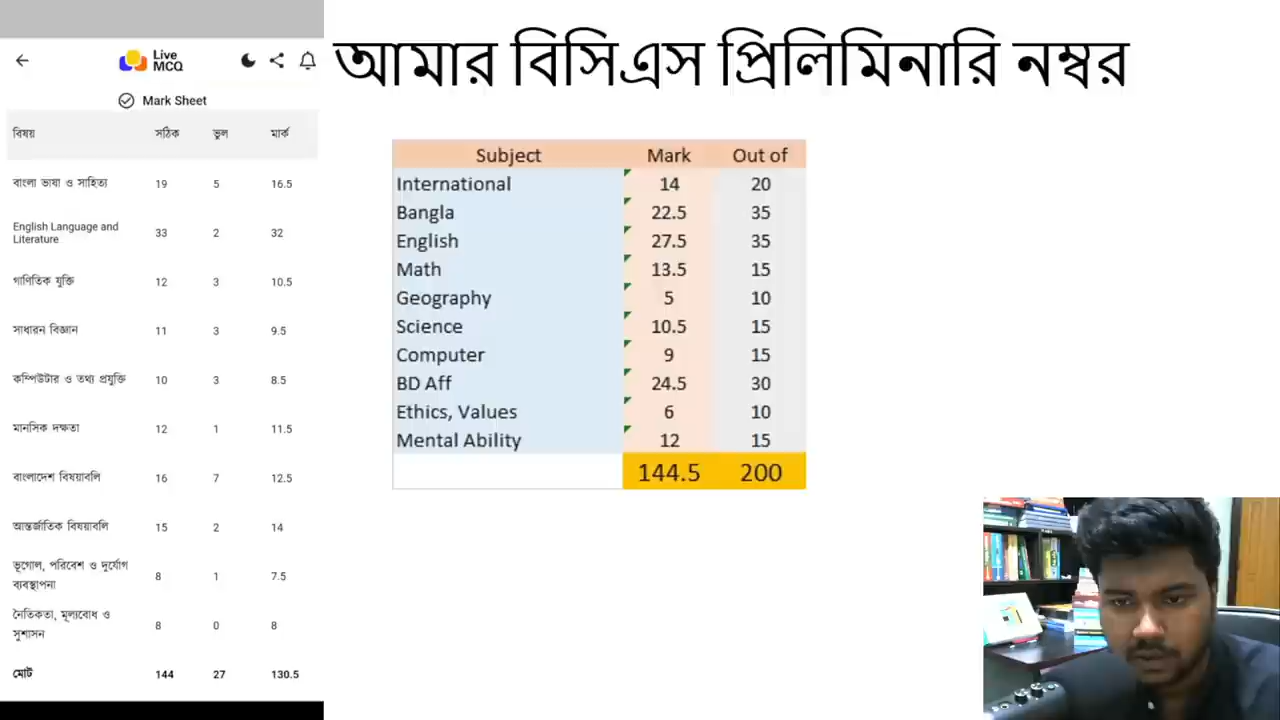 Live
MCQ
Mark Sheet
বিষয় সঠিক ভুল মার্ক
বাংলা ভাষা ও সাহিত্য 19 5 16.5
English Language and
Literature 33 2 32
গাণিতিক যুক্তি 12 3 10.5
সাধারন বিজ্ঞান 11 3 9.5
কম্পিউটার ও তথ্য প্রযুক্তি 10 3 8.5
মানসিক দক্ষতা 12 1 11.5
বাংলাদেশ বিষয়াবলি 16 7 12.5
আন্তর্জাতিক বিষয়াবলি 15 2 14
ভূগোল, পরিবেশ ও দুর্যোগ
ব্যবস্থাপনা 8 1 7.5
নৈতিকতা, মূল্যবোধ ও
সুশাসন 8 0 8
মোট 144 27 130.5
আমার বিসিএস প্রিলিমিনারি নম্বর
Subject Mark Out of
International 14 20
Bangla 22.5 35
English 27.5 35
Math 13.5 15
Geography 5 10
Science 10.5 15
Computer 9 15
BD Aff 24.5 30
Ethics, Values 6 10
Mental Ability 12 15
144.5 200